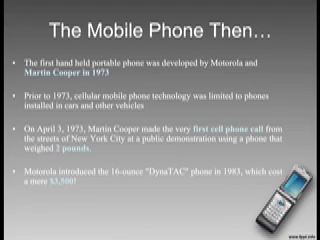 The Mobile Phone Then…
• The first hand held portable phone was developed by Motorola and
Martin Cooper in 1973
• Prior to 1973, cellular mobile phone technology was limited to phones
installed in cars and other vehicles
• On April 3, 1973, Martin Cooper made the very first cell phone call from
the streets of New York City at a public demonstration using a phone that
weighed 2 pounds.
• Motorola introduced the 16-ounce "DynaTAC" phone in 1983, which cost
a mere $3,500!